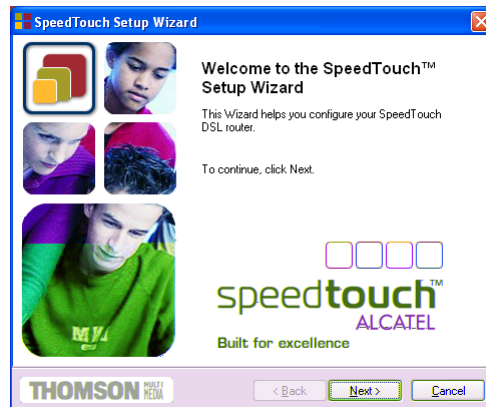 SpeedTouch Setup Wizard
Welcome to the SpeedTouch™
Setup Wizard
This Wizard helps you configure your SpeedTouch
DSL router.
To continue, click Next.
speedtouch™
ALCATEL
Built for excellence
THOMSON MULTI MEDIA
< Back
Next >
Cancel